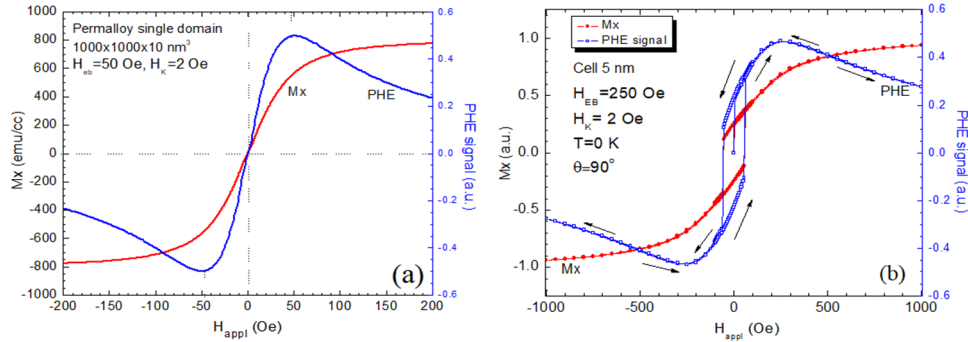 1000
800
600
400
200
0
-200
-400
-600
-800
1000
Mx (emu/cc)
Permalloy single domain
1000x1000x10 nm³
H_eb=50 Oe, H_K=2 Oe
Mx
PHE
(a)
0.6
0.4
0.2
0.0
0.2
0.4
0.6
PHE signal (a.u.)
-200 -150 -100 -50 0 50 100 150 200
H_appl (Oe)
1.0
0.5
0.0
-0.5
-1.0
Mx (a.u.)
Mx
PHE signal
Cell 5 nm
H_EB=250 Oe
H_K= 2 Oe
T=0 K
θ=90°
PHE
Mx
(b)
0.6
0.4
0.2
0.0
-0.2
-0.4
-0.6
PHE signal (a.u.)
-1000 -500 0 500 1000
H_appl (Oe)